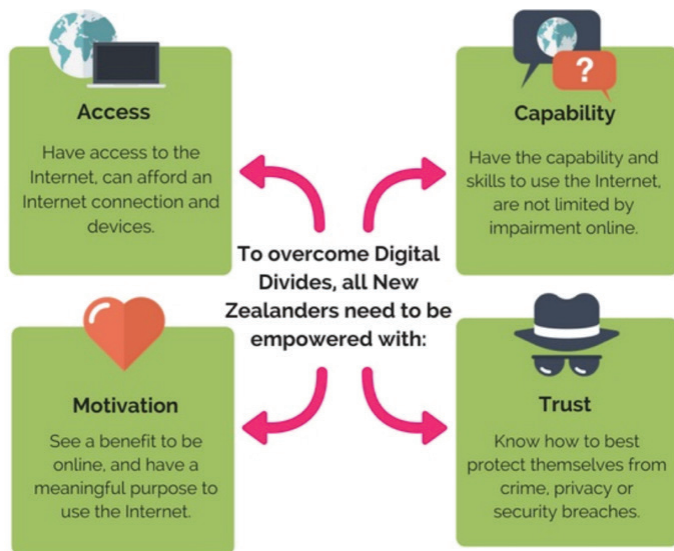 Access
Have access to the
Internet, can afford an
Internet connection and
devices.
?
Capability
Have the capability and
skills to use the Internet,
are not limited by
impairment online.
To overcome Digital
Divides, all New
Zealanders need to be
empowered with:
Motivation
See a benefit to be
online, and have a
meaningful purpose to
use the Internet.
Trust
Know how to best
protect themselves from
crime, privacy or
security breaches.